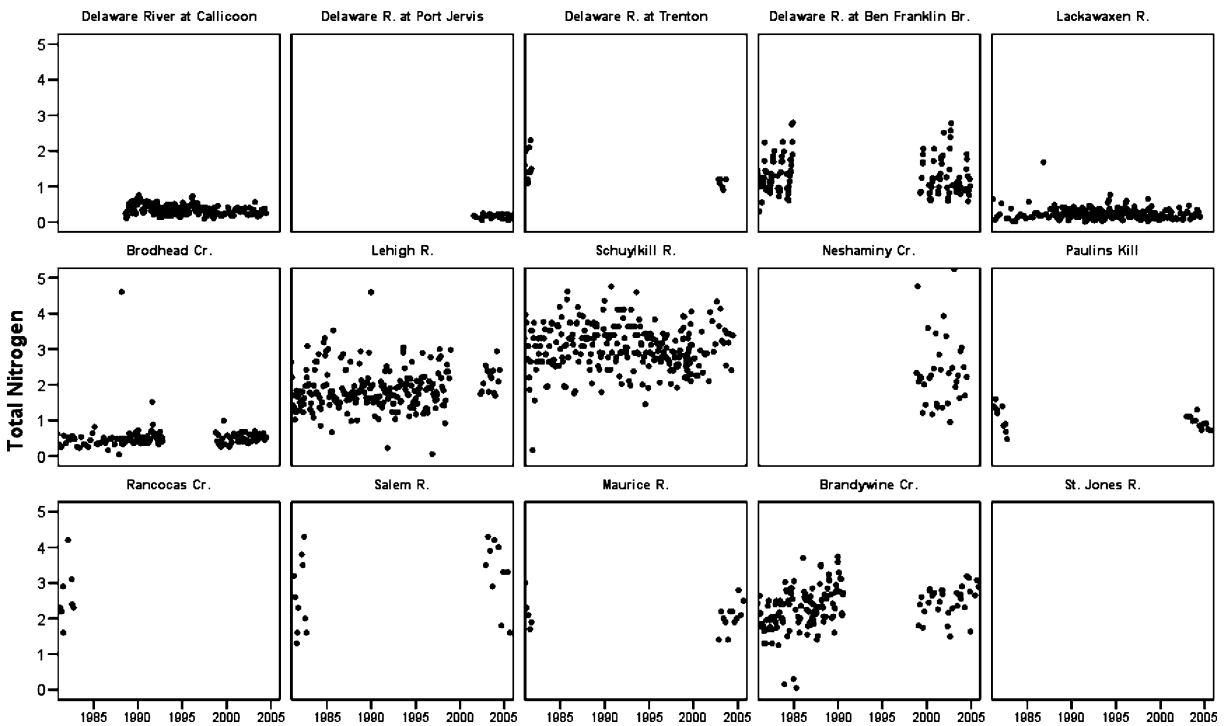 Delaware River at Callicoon
Delaware R. at Port Jervis
Delaware R. at Trenton
Delaware R. at Ben Franklin Br.
Lackawaxen R.
5
4
3
2
1
0
Brodhead Cr.
Lehigh R.
Schuylkill R.
Neshaminy Cr.
Paulins Kill
Total Nitrogen
5
4
3
2
1
0
Rancocas Cr.
Salem R.
Maurice R.
Brandywine Cr.
St. Jones R.
5
4
3
2
1
0
1985 1990 1995 2000 2005
1985 1990 1995 2000 2005
1985 1990 1995 2000 2005
1985 1990 1995 2000 2005
1985 1990 1995 2000 2005